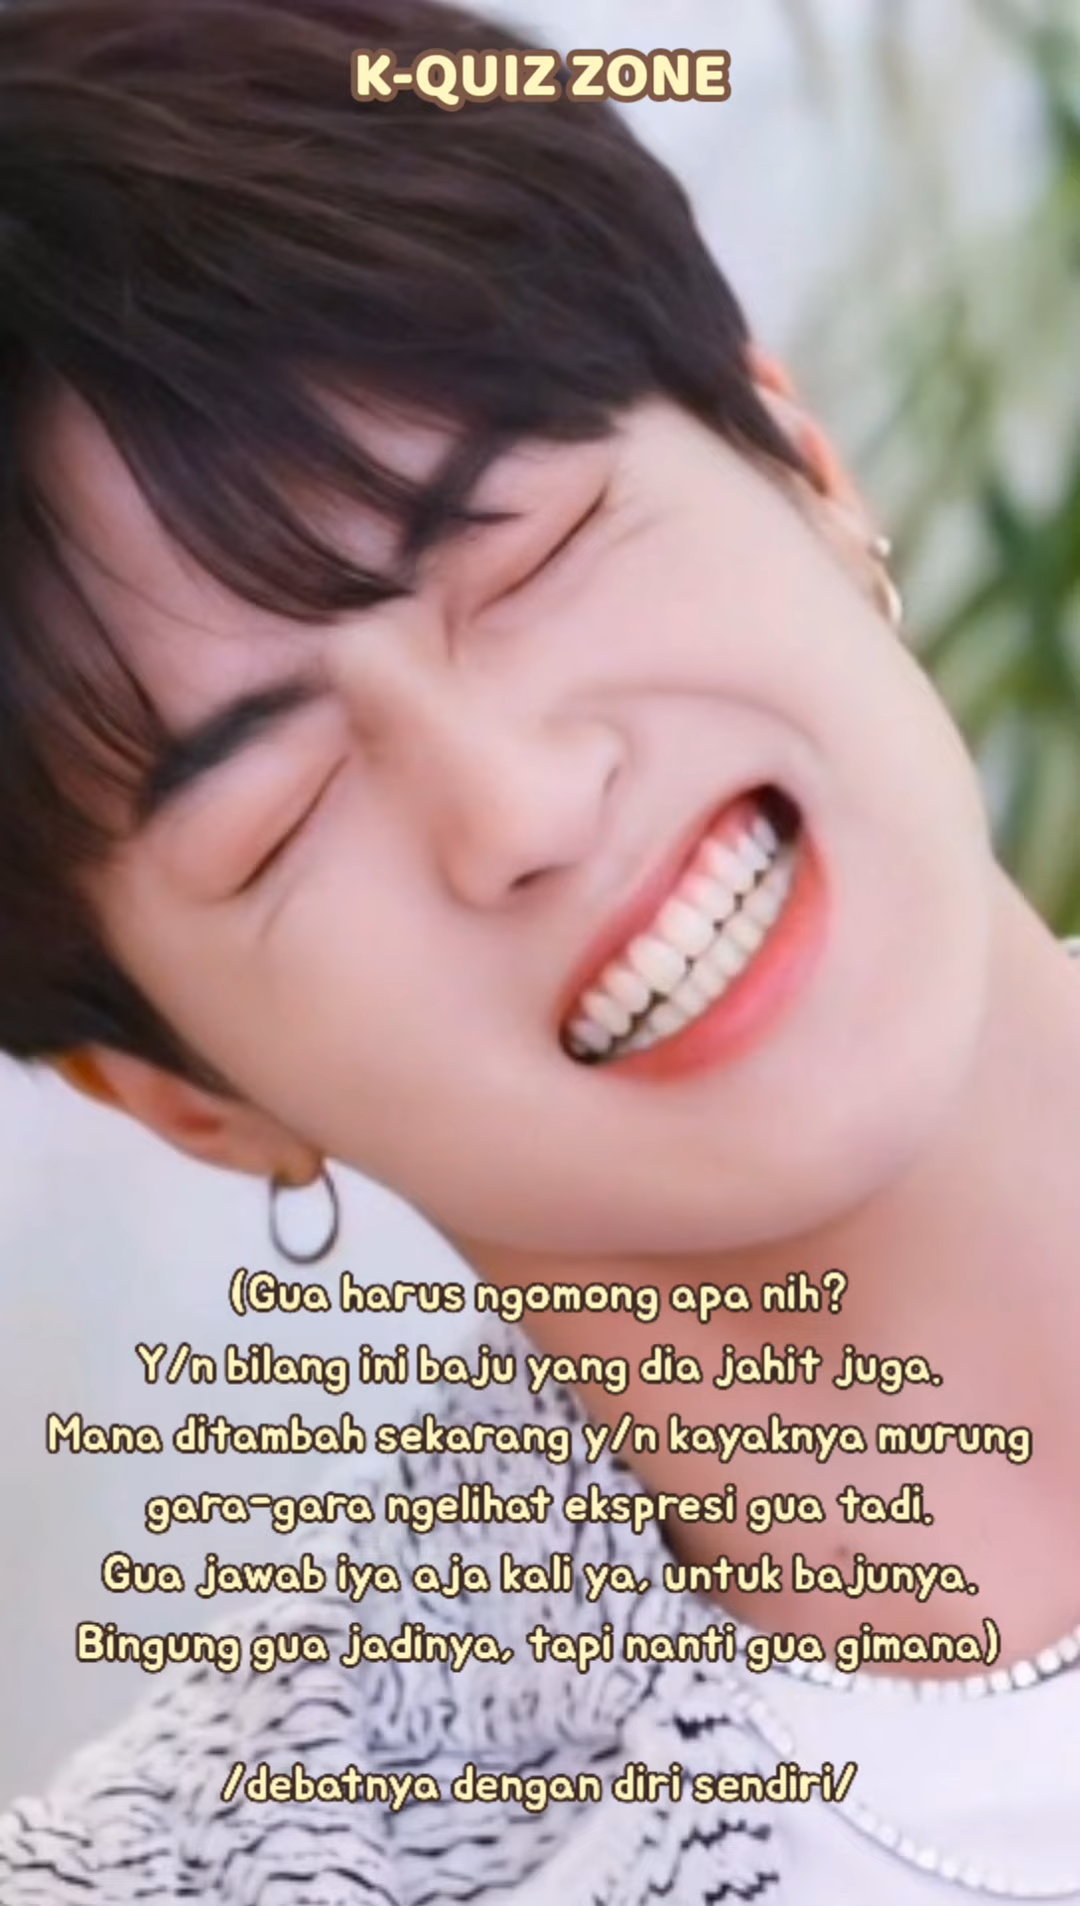 K-QUIZ ZONE
(Gua harus ngomong apa nih?
Y/n bilang ini baju yang dia jahit juga.
Mana ditambah sekarang y/n kayaknya murung
gara-gara ngelihat ekspresi gua tadi.
Gua jawab iya aja kali ya, untuk bajunya.
Bingung gua jadinya, tapi nanti gua gimana)
/debatnya dengan diri sendiri/